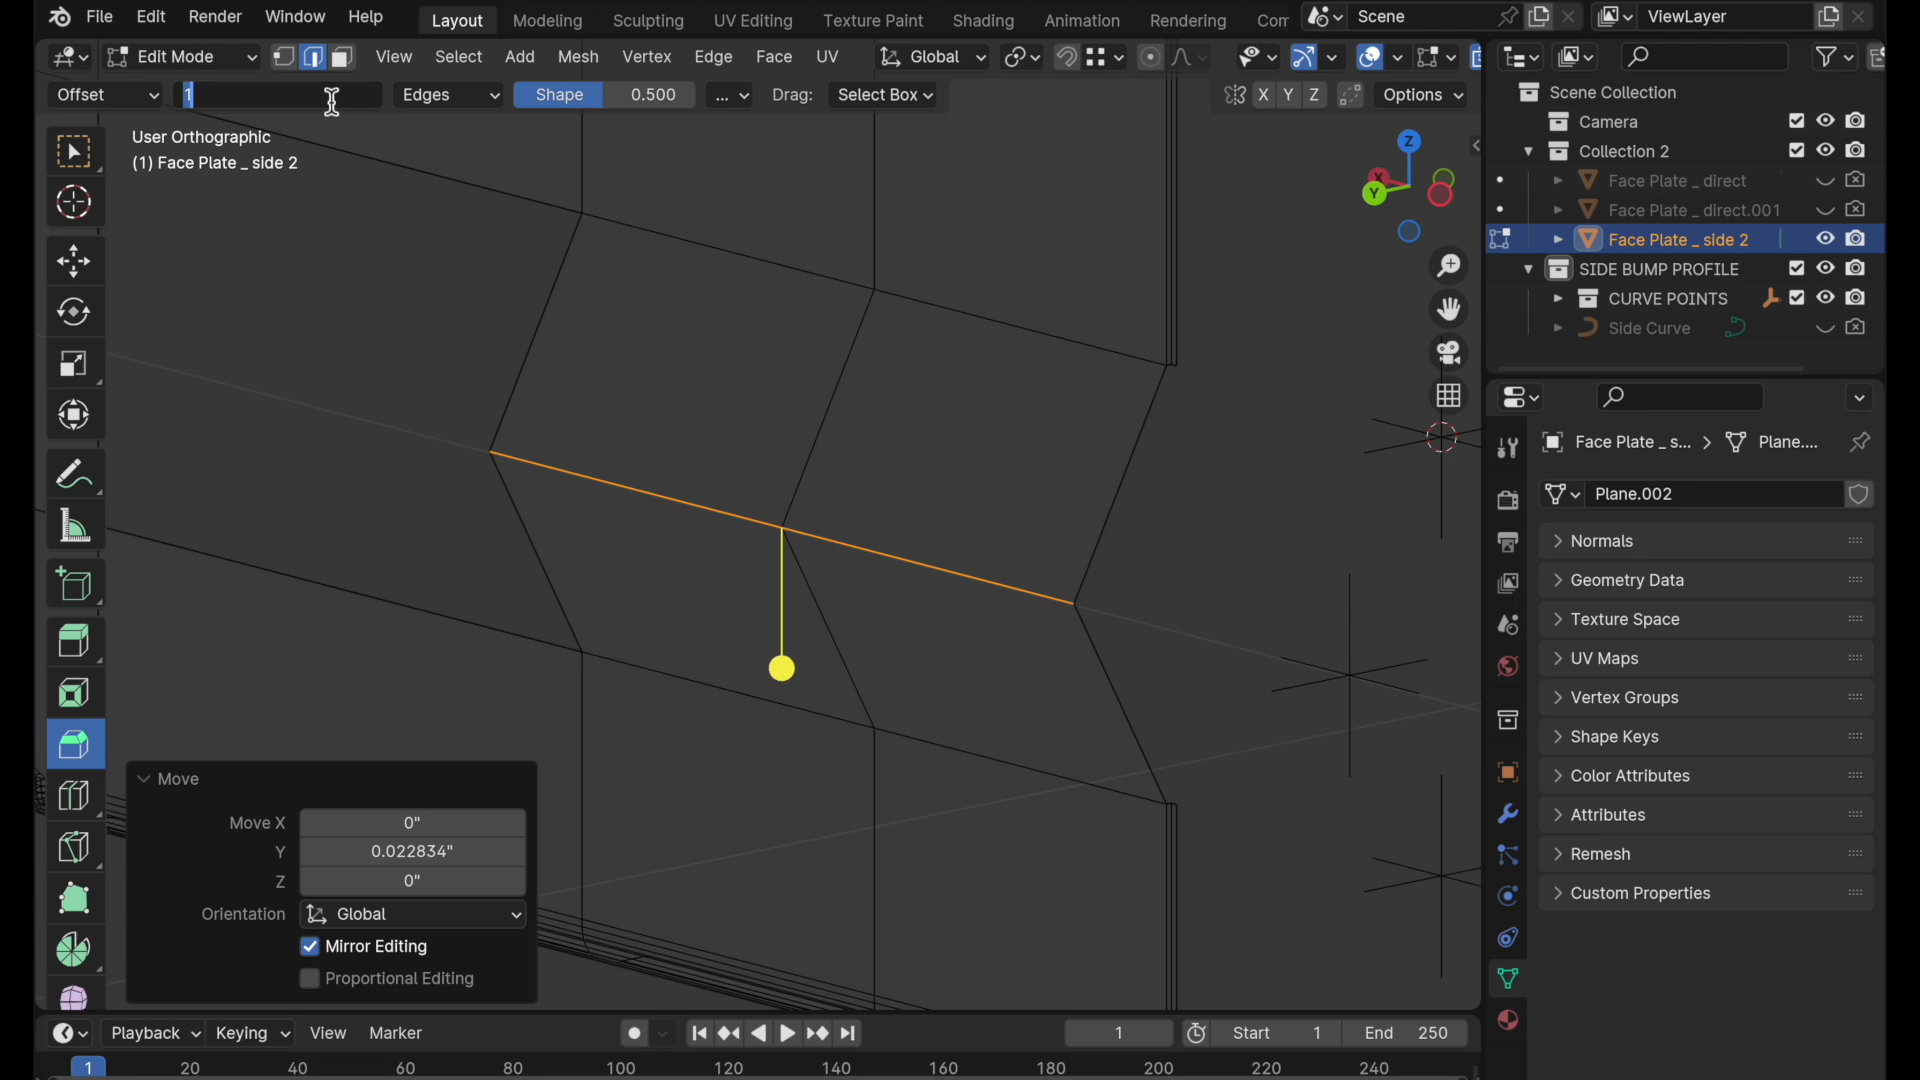 File Edit Render Window Help Layout Modeling Sculpting UV Editing Texture Paint Shading Animation Rendering Scene ViewLayer
Edit Mode View Select Add Mesh Vertex Edge Face UV Global
Offset 1 Edges Shape 0.500 ... Drag: Select Box X Y Z Options
User Orthographic
(1) Face Plate _ side 2
Z
X
Y
Scene Collection
Camera
Collection 2
Face Plate _ direct
Face Plate _ direct.001
Face Plate _ side 2
SIDE BUMP PROFILE
CURVE POINTS
Side Curve
Face Plate _ s... Plane....
Plane.002
Normals
Geometry Data
Texture Space
UV Maps
Vertex Groups
Shape Keys
Color Attributes
Attributes
Remesh
Custom Properties
Move
Move X 0"
Y 0.022834"
Z 0"
Orientation Global
Mirror Editing
Proportional Editing
Playback Keying View Marker 1 Start 1 End 250
1 20 40 60 80 100 120 140 160 180 200 220 240